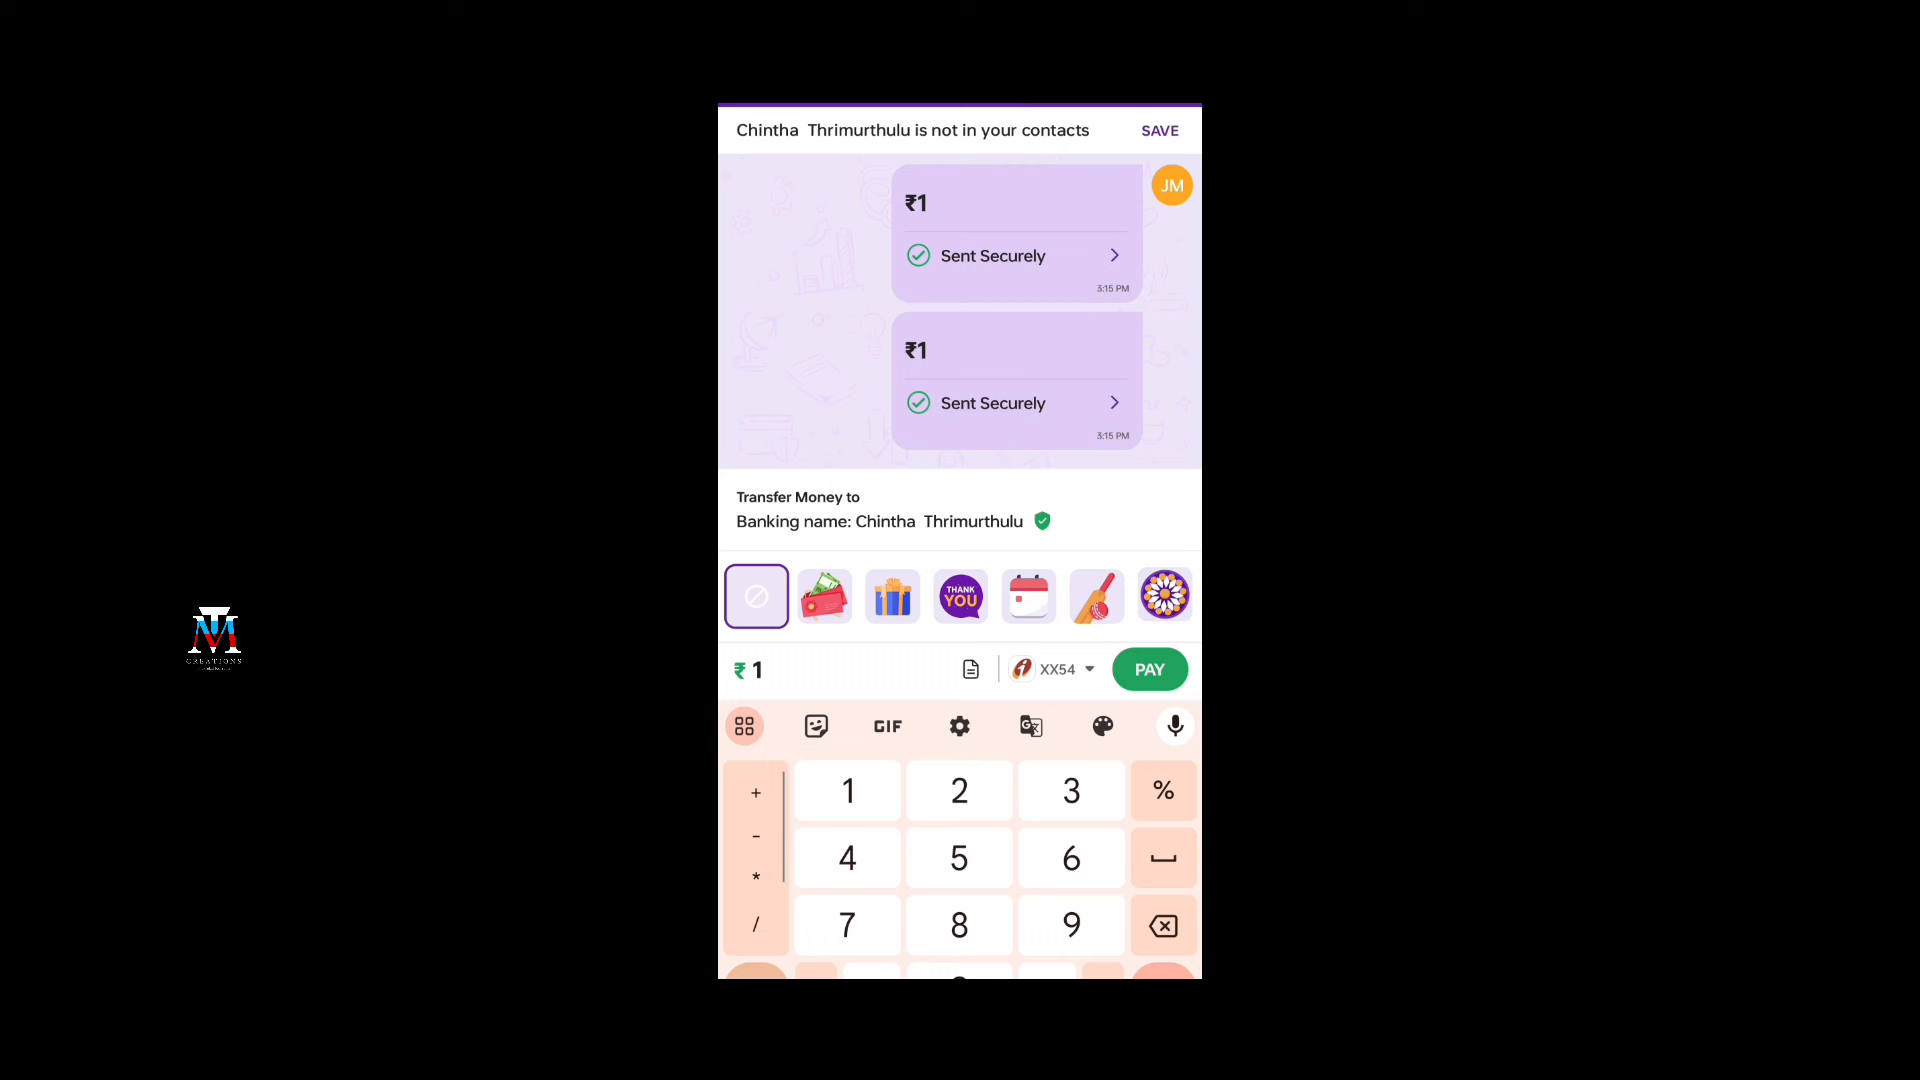 Chintha Thrimurthulu is not in your contacts SAVE
JM
₹1
Sent Securely
3:15 PM
₹1
Sent Securely
3:15 PM
Transfer Money to
Banking name: Chintha Thrimurthulu
THANK YOU
₹ 1 XX54 PAY
GIF
+ 1 2 3 %
- 4 5 6
*
/ 7 8 9
TM
CREATIONS